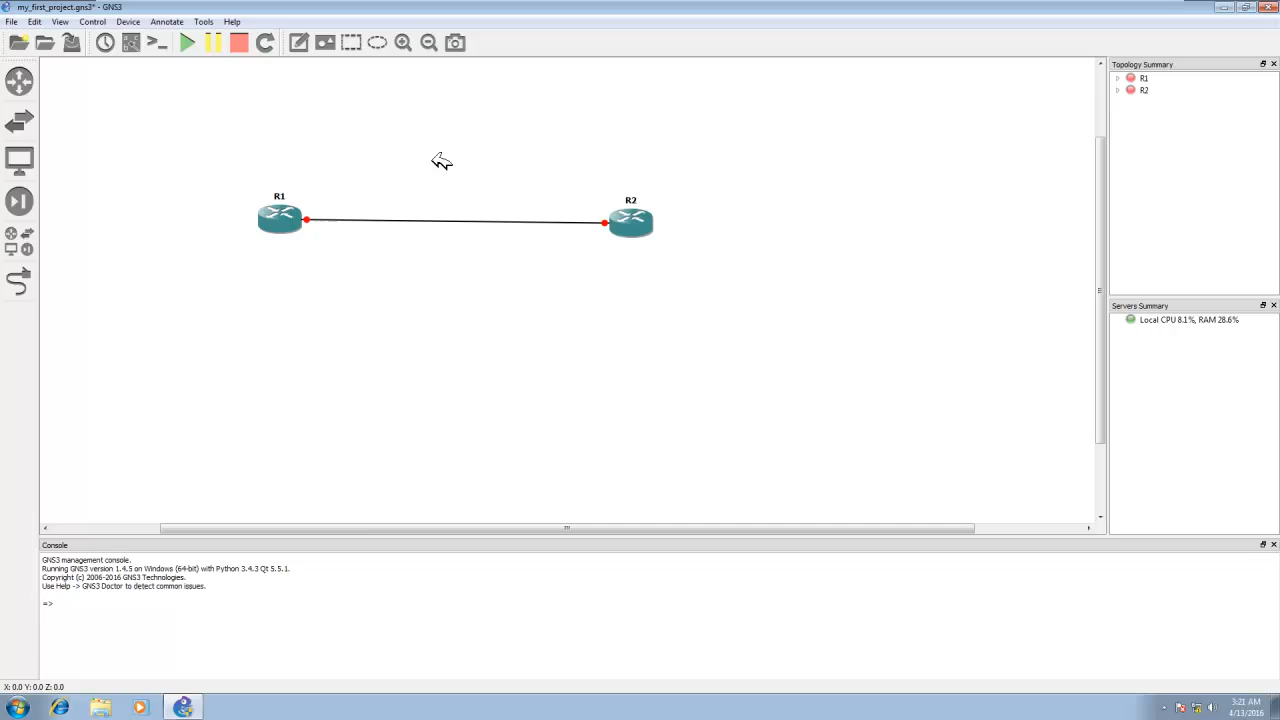 my_first_project.gns3* - GNS3
File Edit View Control Device Annotate Tools Help
Topology Summary
R1
R2
R1
R2
Servers Summary
Local CPU 8.1%, RAM 28.6%
Console
GNS3 management console.
Running GNS3 version 1.4.5 on Windows (64-bit) with Python 3.4.3 Qt 5.5.1.
Copyright (c) 2006-2016 GNS3 Technologies.
Use Help -> GNS3 Doctor to detect common issues.
=>
X: 0.0 Y: 0.0 Z: 0.0
3:21 AM
4/13/2016